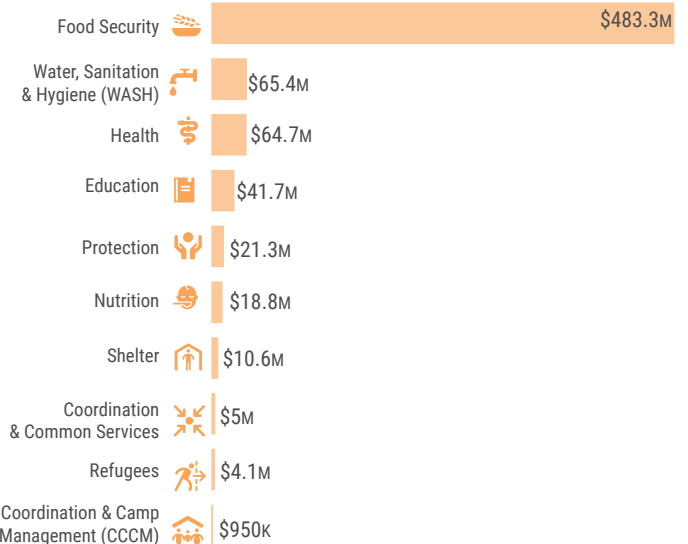 Food Security
$483.3M
Water, Sanitation
& Hygiene (WASH)
$65.4M
Health
$64.7M
Education
$41.7M
Protection
$21.3M
Nutrition
$18.8M
Shelter
$10.6M
Coordination
& Common Services
$5M
Refugees
$4.1M
Coordination & Camp
Management (CCCM)
$950K